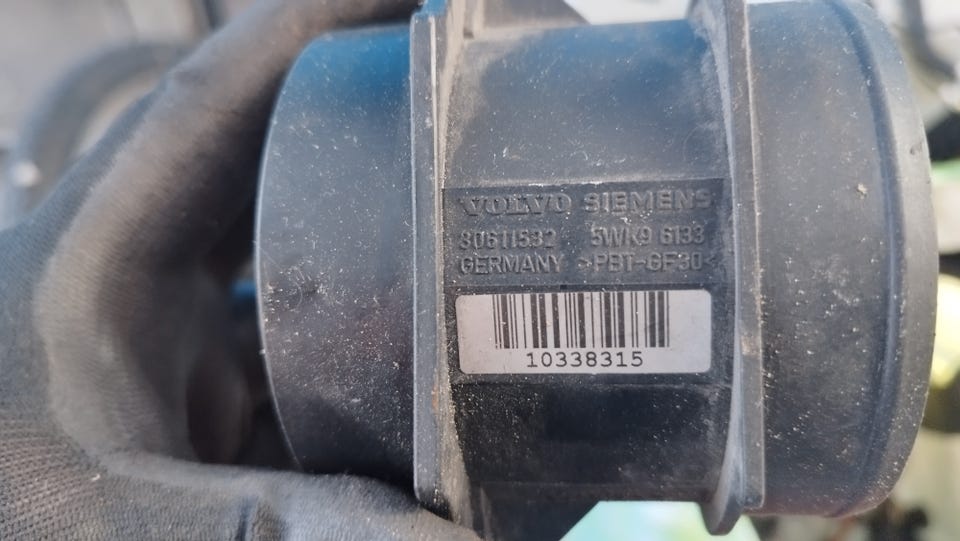 VOLVO SIEMENS
30611532 5WK9 6133
GERMANY >PBT-GF30<
10338315